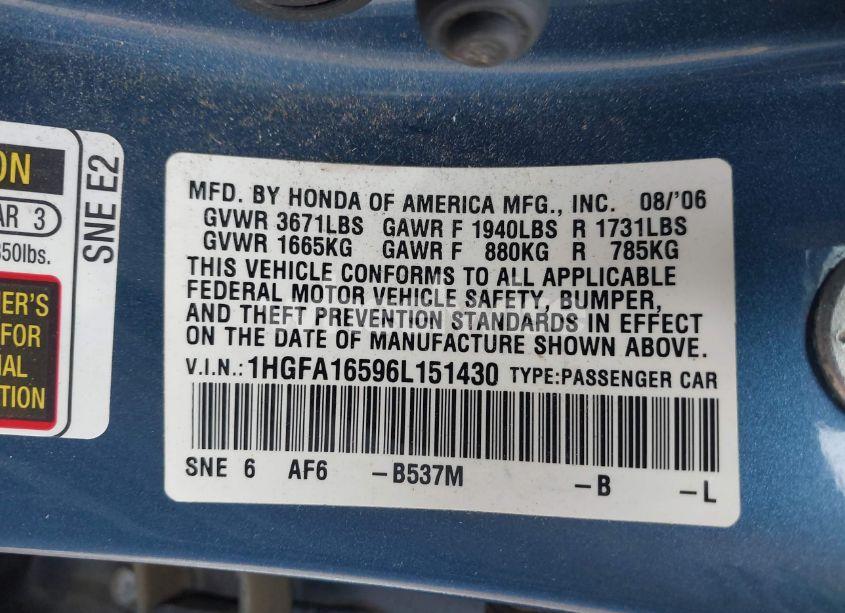 ON
AR 3
350lbs.
ER'S
FOR
IAL
TION
SNE E2
MFD. BY HONDA OF AMERICA MFG., INC. 08/'06
GVWR 3671LBS GAWR F 1940LBS R 1731LBS
GVWR 1665KG GAWR F 880KG R 785KG
THIS VEHICLE CONFORMS TO ALL APPLICABLE
FEDERAL MOTOR VEHICLE SAFETY, BUMPER,
AND THEFT PREVENTION STANDARDS IN EFFECT
ON THE DATE OF MANUFACTURE SHOWN ABOVE.
V.I.N.: 1HGFA16596L151430 TYPE:PASSENGER CAR
SNE 6 AF6 -B537M -B -L